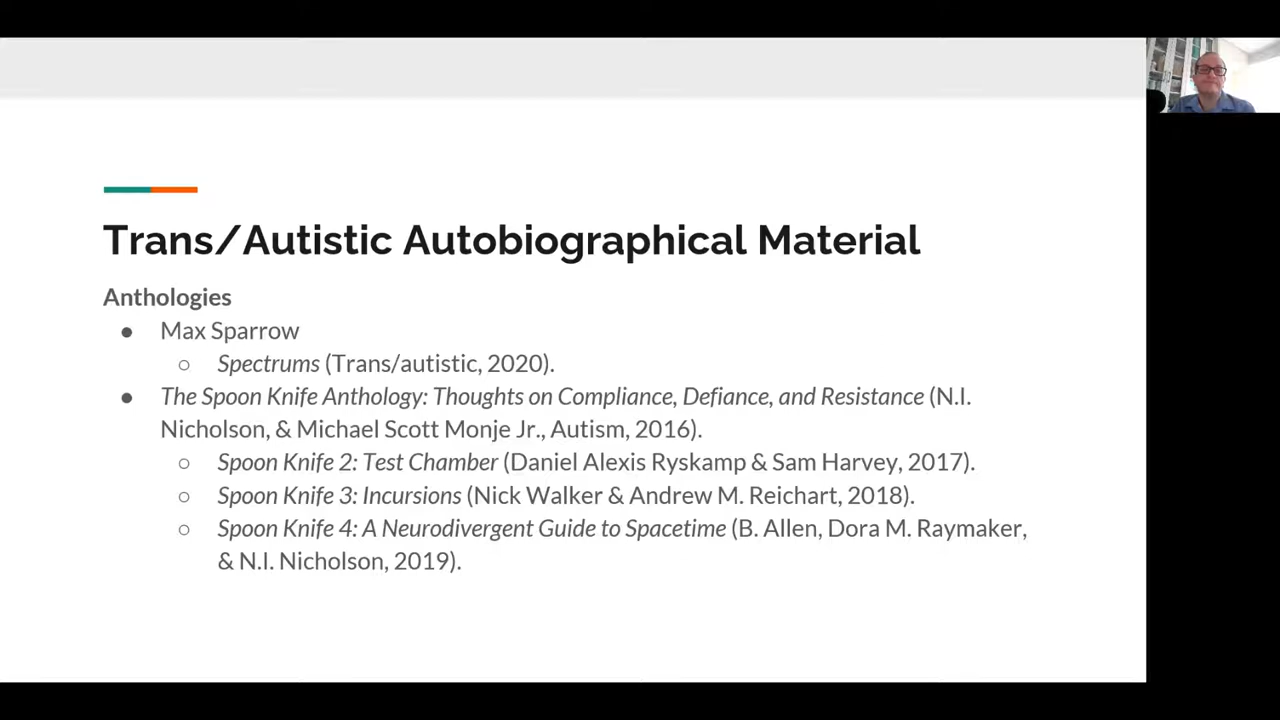 Trans/Autistic Autobiographical Material
Anthologies
● Max Sparrow
○ Spectrums (Trans/autistic, 2020).
● The Spoon Knife Anthology: Thoughts on Compliance, Defiance, and Resistance (N.I.
Nicholson, & Michael Scott Monje Jr., Autism, 2016).
○ Spoon Knife 2: Test Chamber (Daniel Alexis Ryskamp & Sam Harvey, 2017).
○ Spoon Knife 3: Incursions (Nick Walker & Andrew M. Reichart, 2018).
○ Spoon Knife 4: A Neurodivergent Guide to Spacetime (B. Allen, Dora M. Raymaker,
& N.I. Nicholson, 2019).